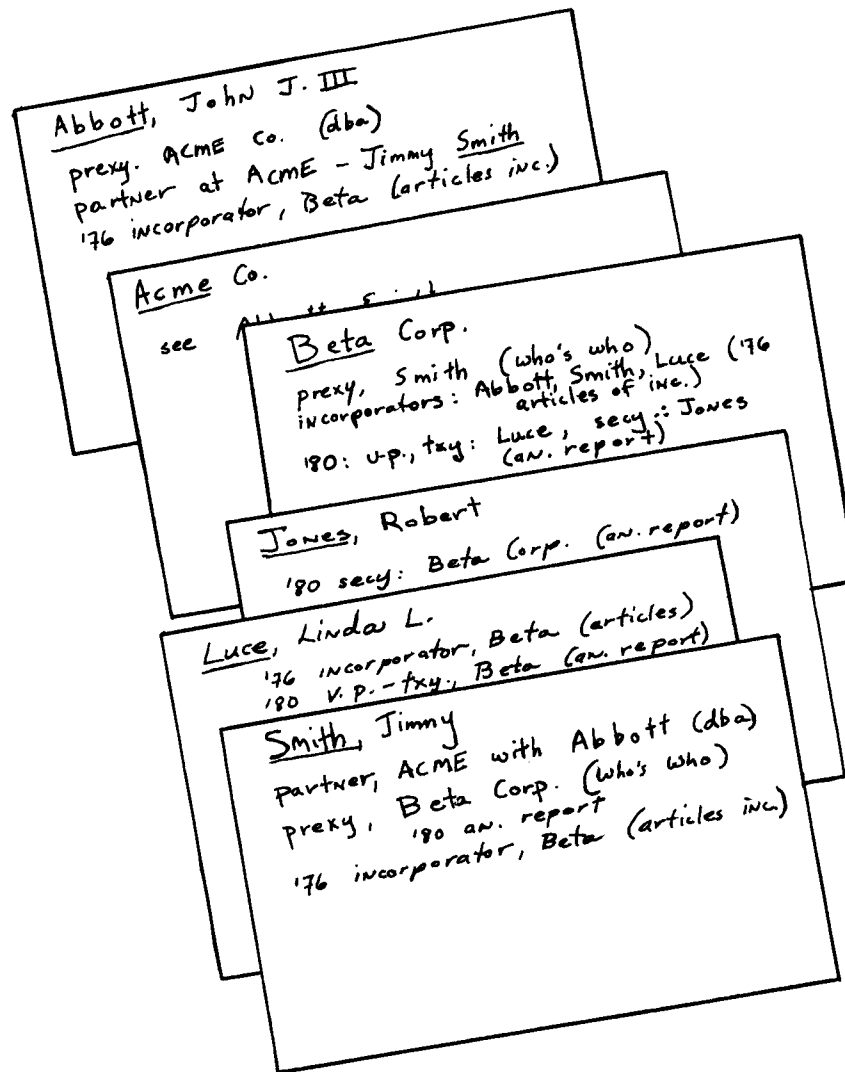 Abbott, John J. III
prexy. ACME Co. (dba)
partner at ACME - Jimmy Smith
'76 incorporator, Beta (articles inc.)
Acme Co.
see
Beta Corp.
prexy, Smith (who's who)
incorporators: Abbott, Smith, Luce ('76
articles of inc.)
'80: v.p., txy: Luce, secy: Jones
(an. report)
Jones, Robert
'80 secy: Beta Corp. (an. report)
Luce, Linda L.
'76 incorporator, Beta (articles)
'80 V.P. - txy., Beta (an. report)
Smith, Jimmy
partner, ACME with Abbott (dba)
prexy, Beta Corp. (who's who)
'80 an. report
'76 incorporator, Beta (articles inc.)